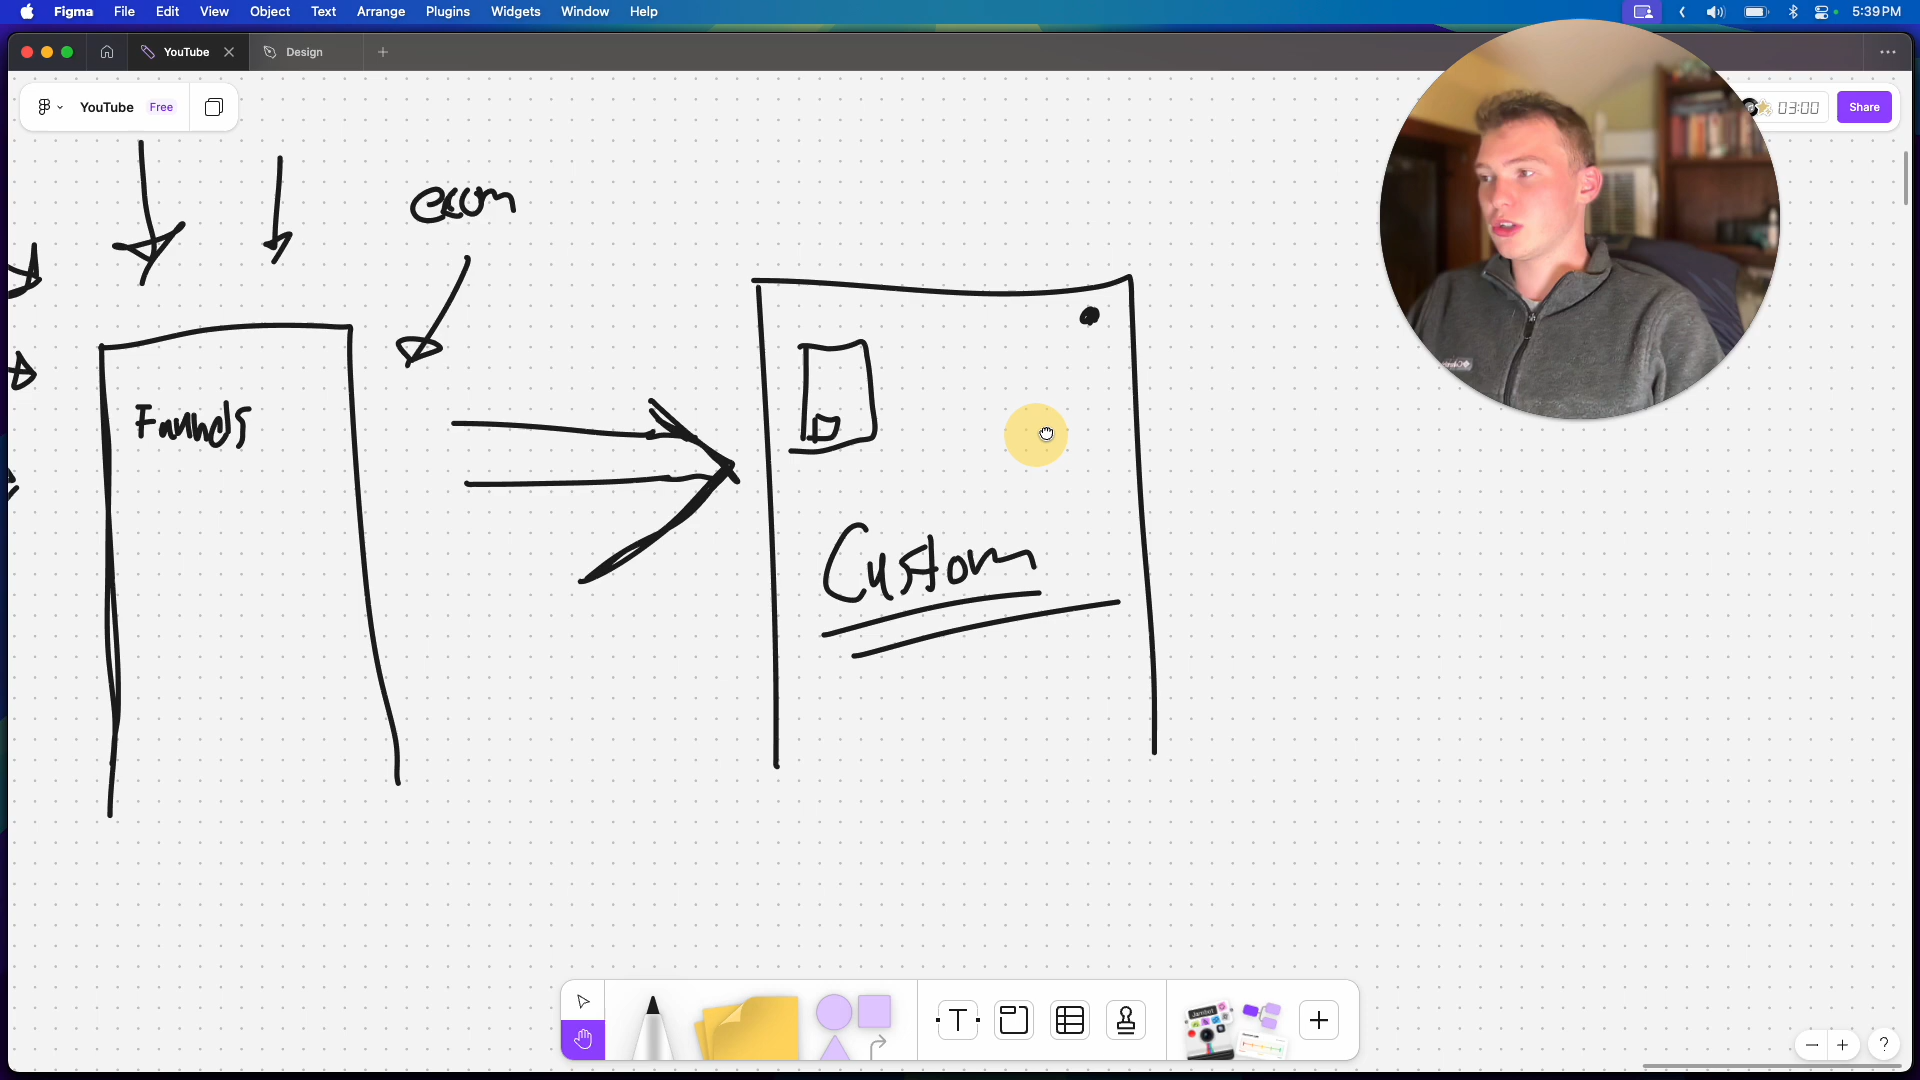 Figma File Edit View Object Text Arrange Plugins Widgets Window Help 5:39 PM
YouTube Design
YouTube Free 03:00 Share
ecom
Funnels
Custom
Jambot
T
?